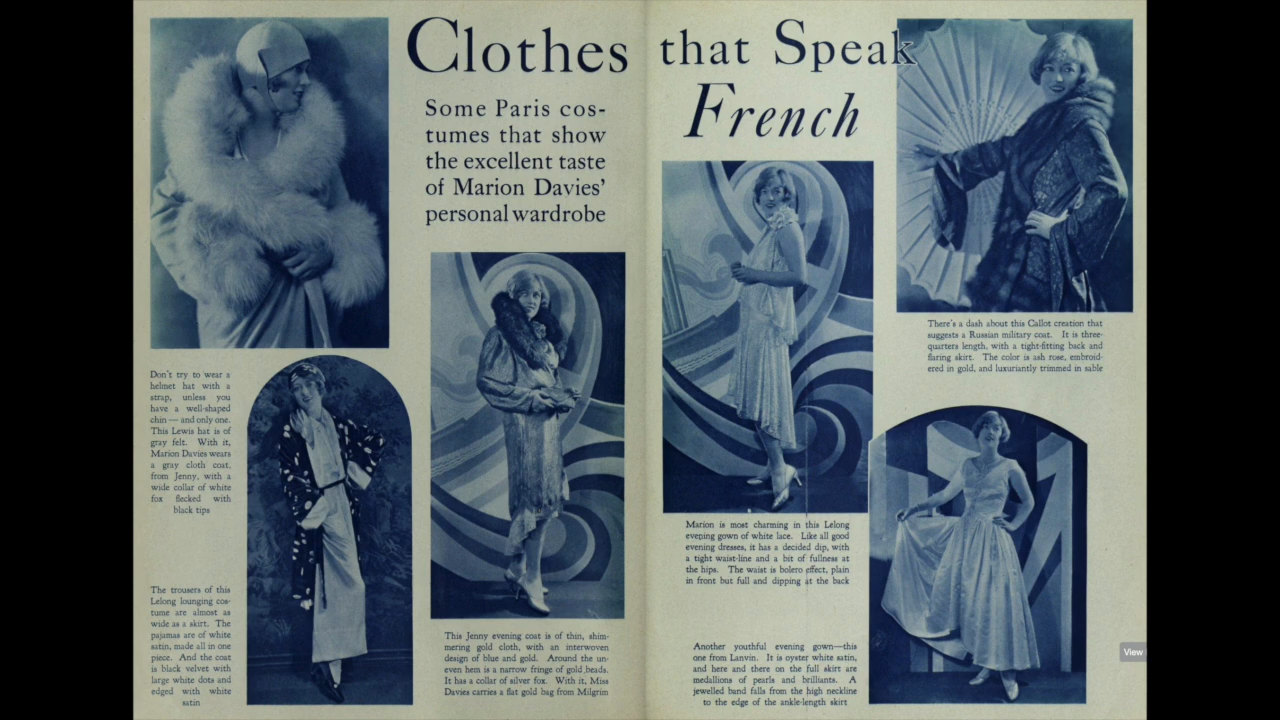 Clothes that Speak
French
Some Paris cos-
tumes that show
the excellent taste
of Marion Davies'
personal wardrobe
Don't try to wear a
helmet hat with a
strap, unless you
have a well-shaped
chin — and only one.
This Lewis hat is of
gray felt. With it,
Marion Davies wears
a gray cloth coat,
from Jenny, with a
wide collar of white
fox flecked with
black tips
The trousers of this
Lelong lounging cos-
tume are almost as
wide as a skirt. The
pajamas are of white
satin, made all in one
piece. And the coat
is black velvet with
large white dots and
edged with white
satin
This Jenny evening coat is of thin, shim-
mering gold cloth, with an interwoven
design of blue and gold. Around the un-
even hem is a narrow fringe of gold beads.
It has a collar of silver fox. With it, Miss
Davies carries a flat gold bag from Milgrim
Marion is most charming in this Lelong
evening gown of white lace. Like all good
evening dresses, it has a decided dip, with
a tight waist-line and a bit of fullness at
the hips. The waist is bolero effect, plain
in front but full and dipping at the back
There's a dash about this Callot creation that
suggests a Russian military coat. It is three-
quarters length, with a tight-fitting back and
flaring skirt. The color is ash rose, embroid-
ered in gold, and luxuriantly trimmed in sable
Another youthful evening gown—this
one from Lanvin. It is oyster white satin,
and here and there on the full skirt are
medallions of pearls and brilliants. A
jewelled band falls from the high neckline
to the edge of the ankle-length skirt
View